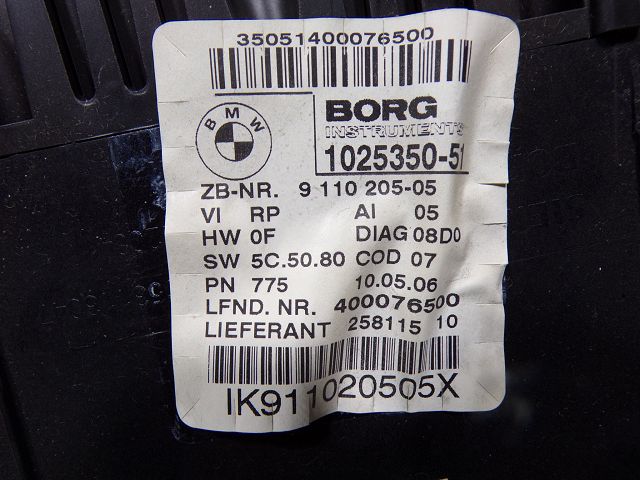 35051400076500
BMW
BORG
INSTRUMENTS
1025350-51
ZB-NR. 9 110 205-05
VI RP AI 05
HW 0F DIAG 08D0
SW 5C.50.80 COD 07
PN 775 10.05.06
LFND. NR. 400076500
LIEFERANT 258115 10
IK911020505X